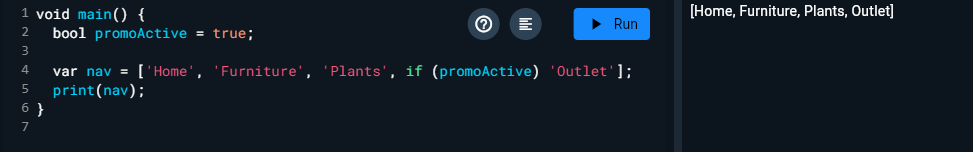 1 void main() {
2   bool promoActive = true;
3
4   var nav = ['Home', 'Furniture', 'Plants', if (promoActive) 'Outlet'];
5   print(nav);
6 }
7
Run
[Home, Furniture, Plants, Outlet]